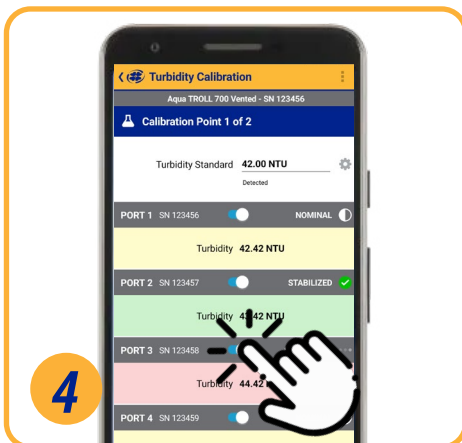 Turbidity Calibration
Aqua TROLL 700 Vented - SN 123456
Calibration Point 1 of 2
Turbidity Standard 42.00 NTU
Detected
PORT 1 SN 123456 NOMINAL
Turbidity 42.42 NTU
PORT 2 SN 123457 STABILIZED
Turbidity 43.42 NTU
PORT 3 SN 123458
Turbidity 44.42
PORT 4 SN 123459
4